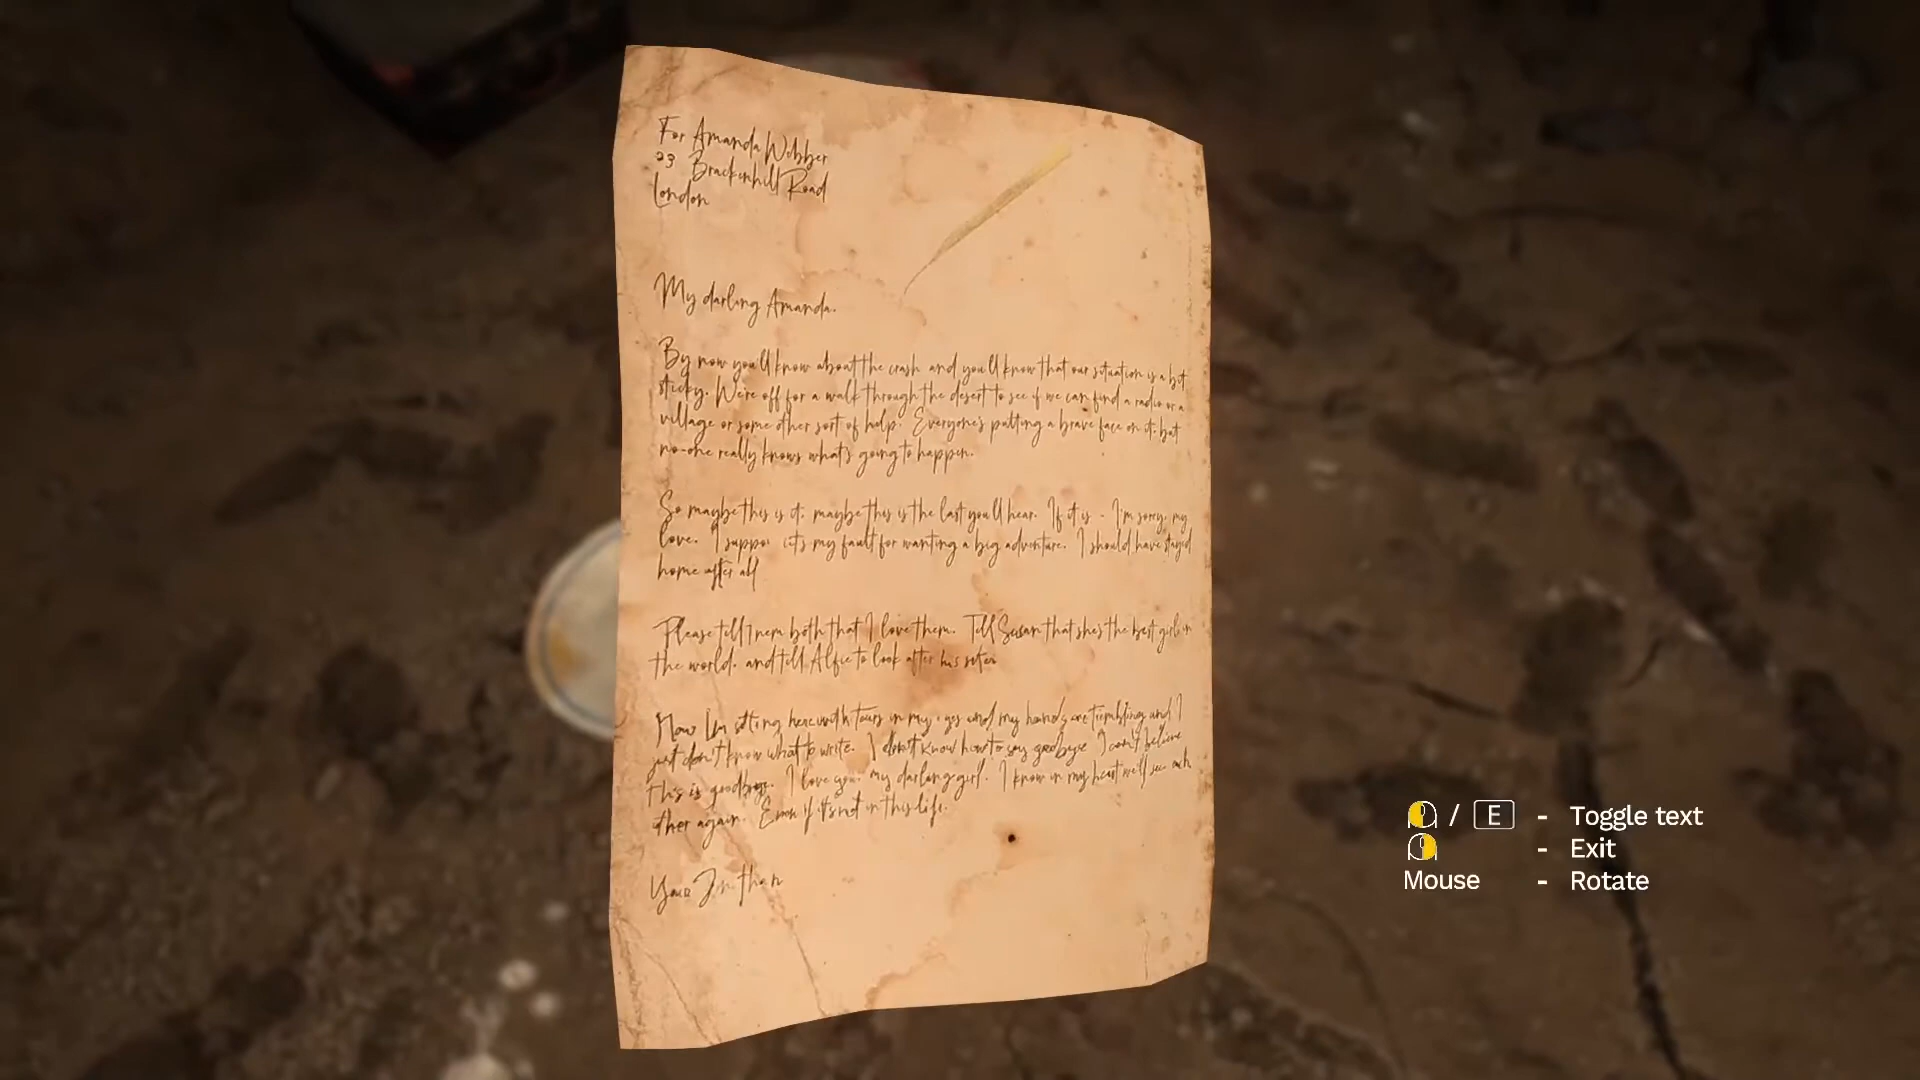 For Amanda Webber
23 Brackenhill Road
London
My darling Amanda.
By now you'll know about the crash and you'll know that our situation is a bit
sticky. We're off for a walk through the desert to see if we can find a radio or a
village or some other sort of help. Everyone's putting a brave face on it. but
no-one really knows what's going to happen.
So maybe this is it. maybe this is the last you'll hear. If it is - I'm sorry. my
love. I suppo it's my fault for wanting a big adventure. I should have stayed
home after all
Please tell them both that I love them. Tell Susan that she's the best girl in
the world. and tell Alfie to look after his sister
Now I'm sitting here with tears in my eyes and my hands are trembling and I
just don't know what to write. I don't know how to say goodbye I can't believe
this is goodbye. I love you. my darling girl. I know in my heart we'll see each
other again. Even if it's not in this life.
Your Jonathan
/ E - Toggle text
- Exit
Mouse - Rotate